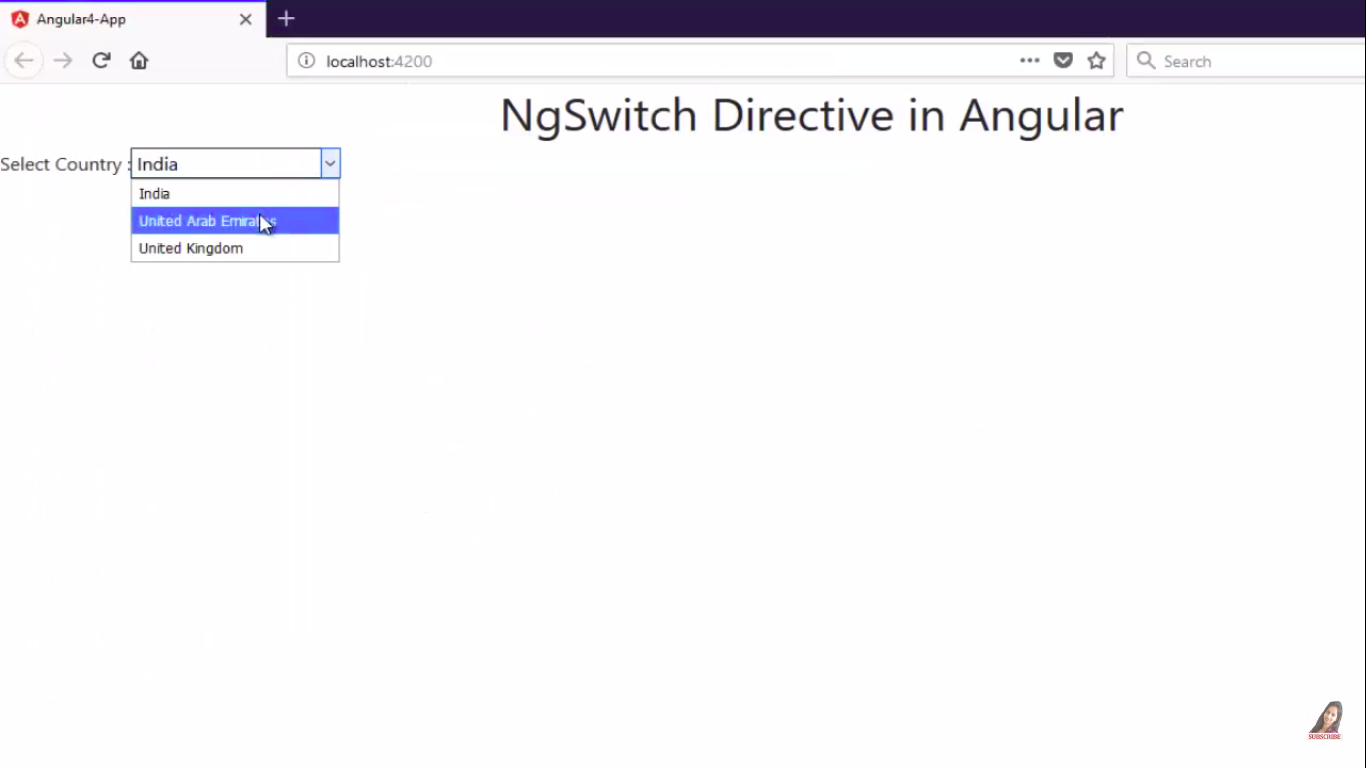 Angular4-App
localhost:4200
Search
NgSwitch Directive in Angular
Select Country : India
India
United Arab Emirates
United Kingdom
SUBSCRIBE